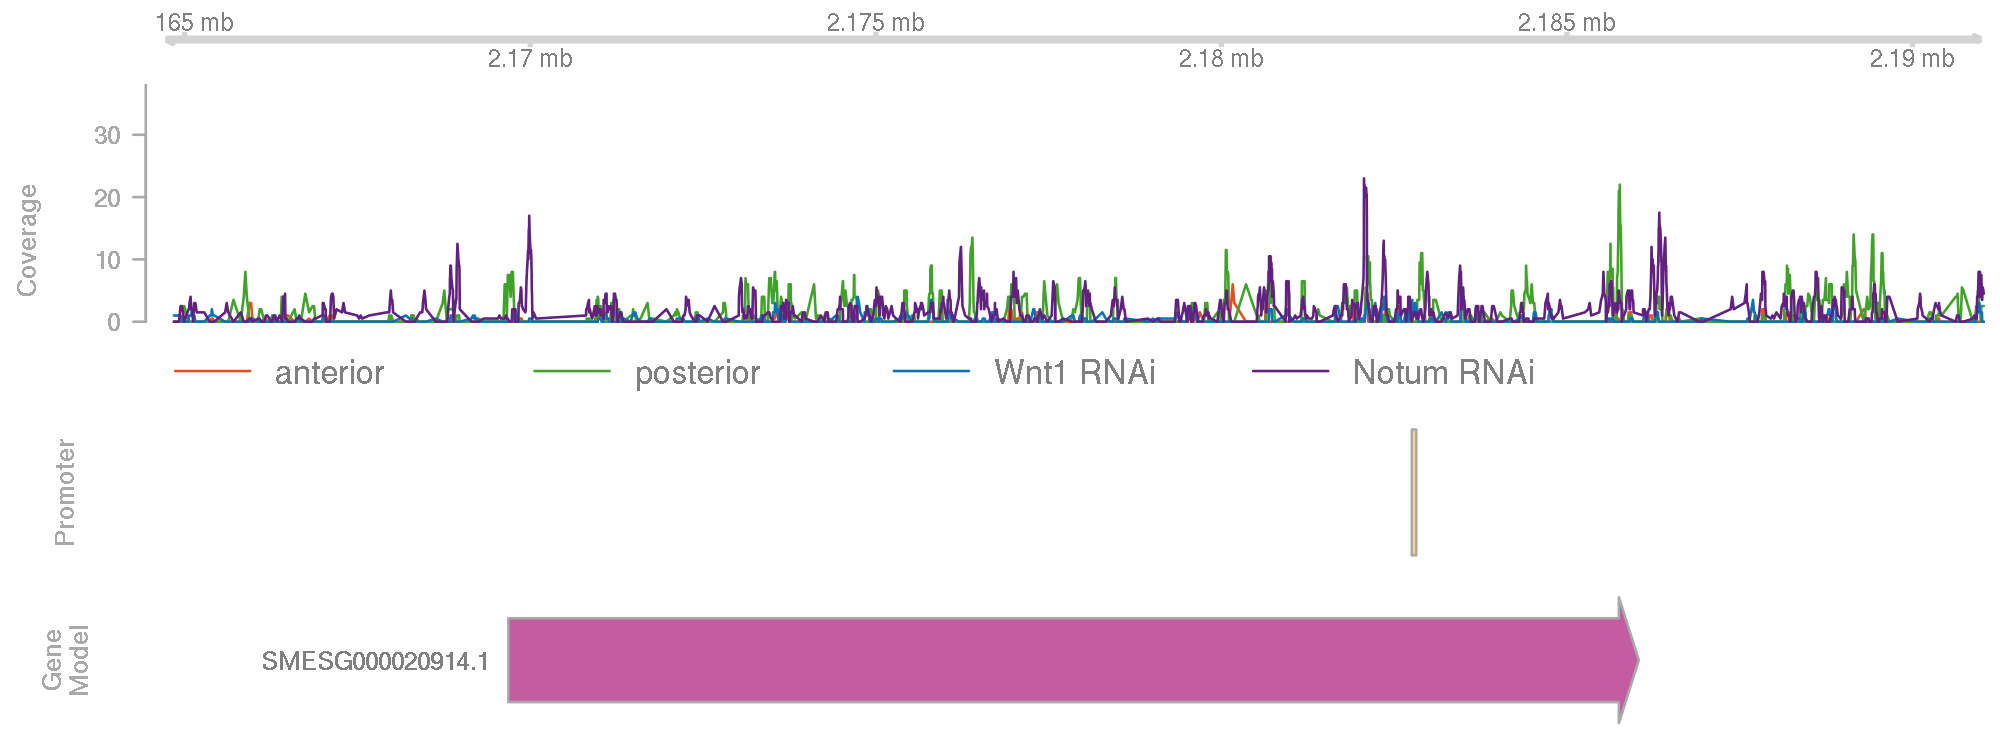 165 mb 2.175 mb 2.185 mb
2.17 mb 2.18 mb 2.19 mb
Coverage
30
20
10
0
anterior posterior Wnt1 RNAi Notum RNAi
Promoter
Gene
Model
SMESG000020914.1